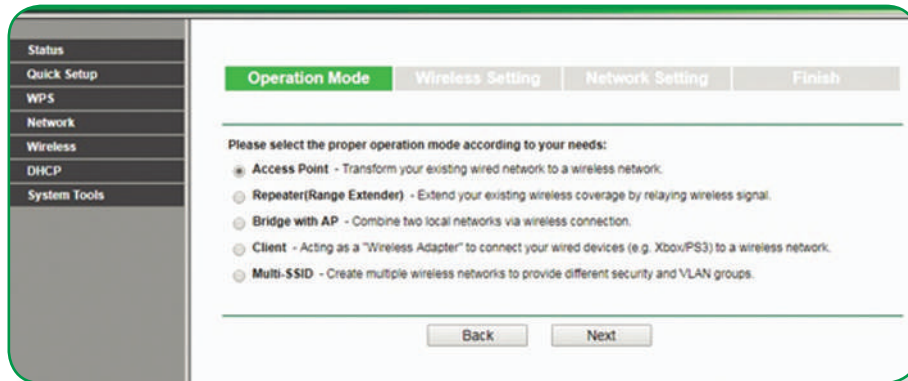 Status
Quick Setup
WPS
Network
Wireless
DHCP
System Tools
Operation Mode
Wireless Setting
Network Setting
Finish
Please select the proper operation mode according to your needs:
Access Point - Transform your existing wired network to a wireless network.
Repeater(Range Extender) - Extend your existing wireless coverage by relaying wireless signal.
Bridge with AP - Combine two local networks via wireless connection.
Client - Acting as a "Wireless Adapter" to connect your wired devices (e.g. Xbox/PS3) to a wireless network.
Multi-SSID - Create multiple wireless networks to provide different security and VLAN groups.
Back
Next